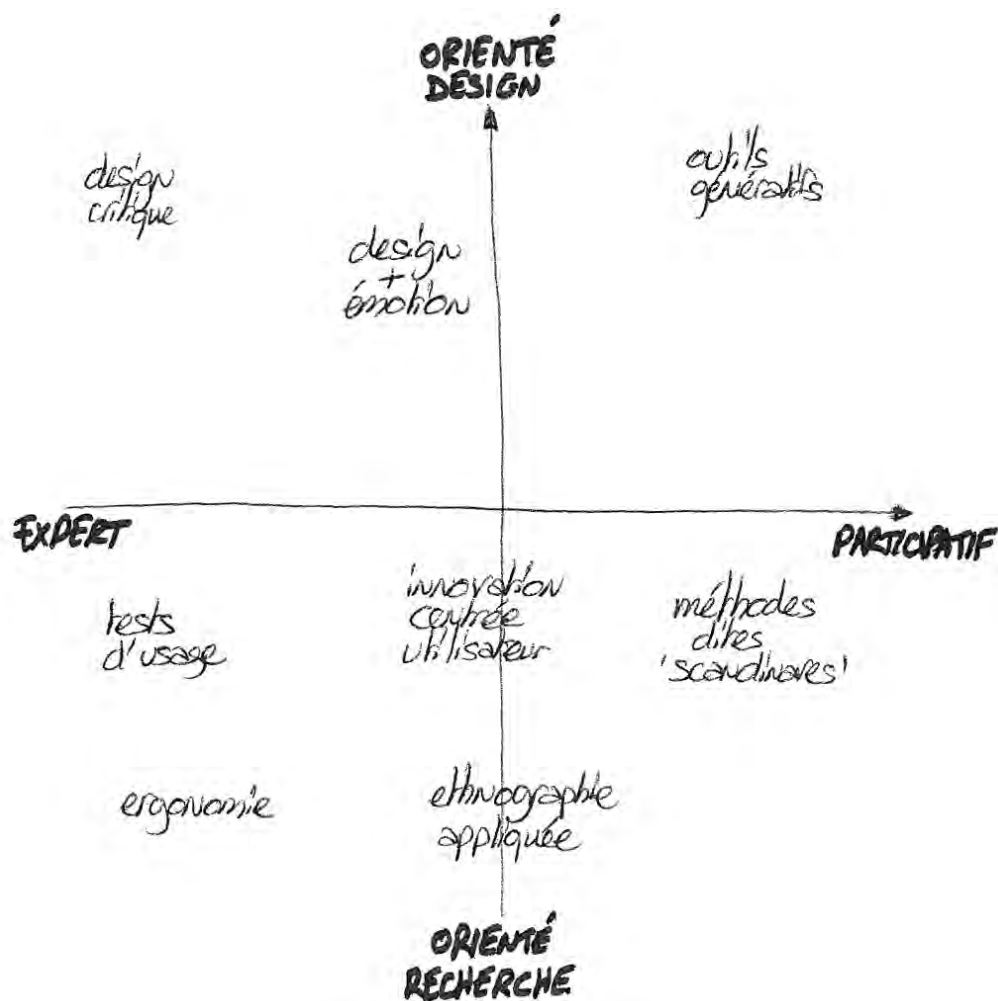 ORIENTÉ
DESIGN
design
critique
outils
génératifs
design
+
émotion
EXPERT
PARTICIPATIF
tests
d'usage
innovation
centrée
utilisateur
méthodes
dites
'scandinaves'
ergonomie
ethnographie
appliquée
ORIENTÉ
RECHERCHE